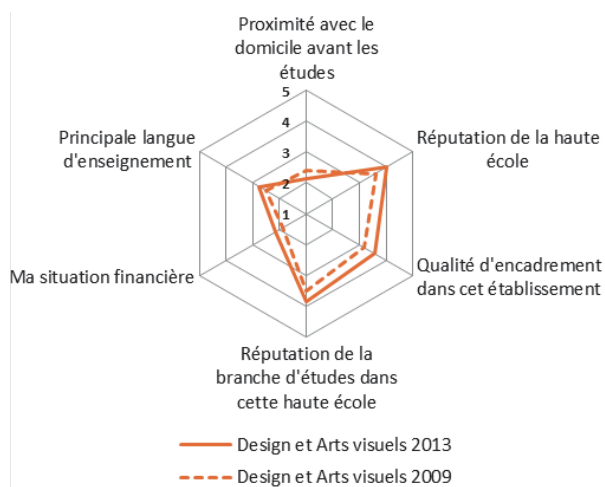 Proximité avec le
domicile avant les
études
5
4
3
2
1
Principale langue
d'enseignement
Réputation de la haute
école
Ma situation financière
Qualité d'encadrement
dans cet établissement
Réputation de la
branche d'études dans
cette haute école
Design et Arts visuels 2013
Design et Arts visuels 2009